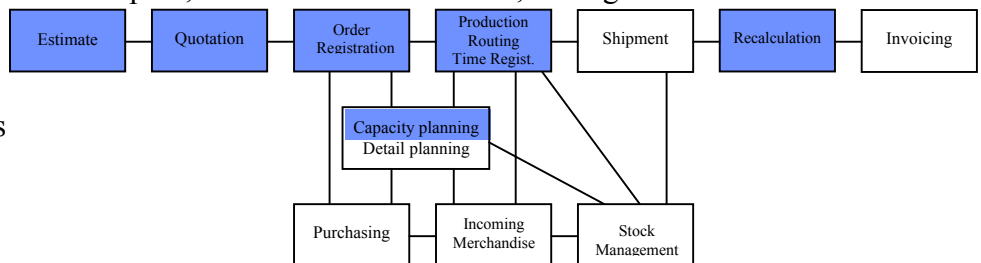 Estimate
Quotation
Order
Registration
Production
Routing
Time Regist.
Shipment
Recalculation
Invoicing
s
Capacity planning
Detail planning
Purchasing
Incoming
Merchandise
Stock
Management